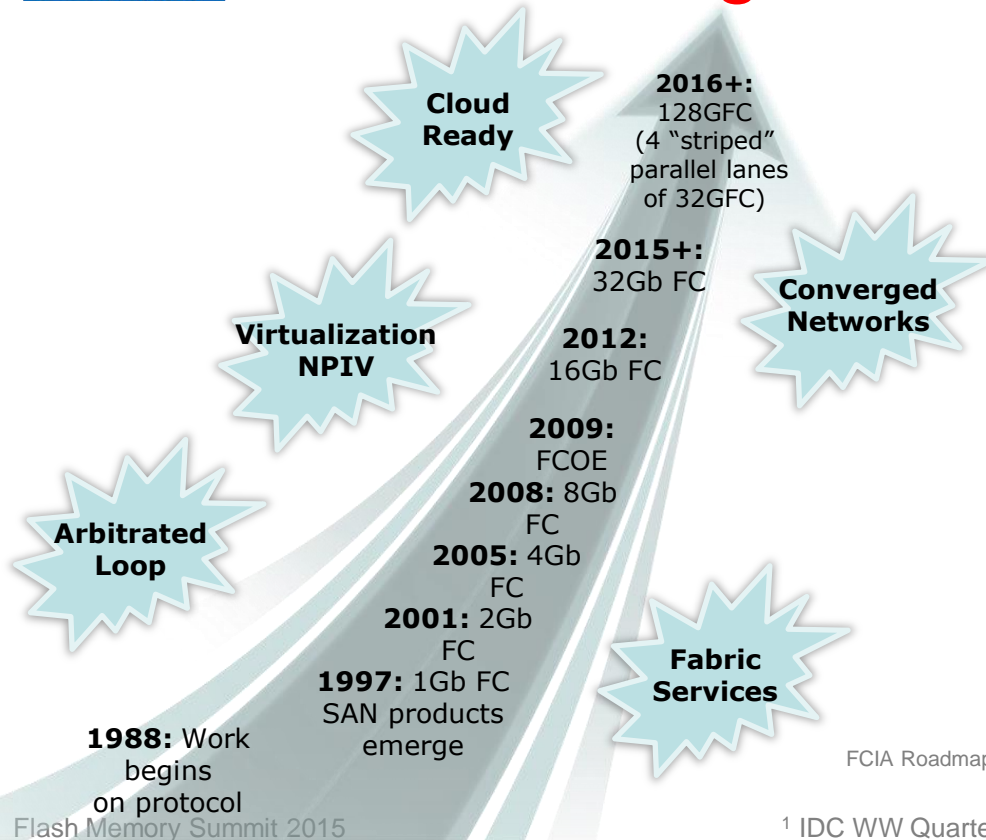 Cloud
Ready
2016+:
128GFC
(4 “striped”
parallel lanes
of 32GFC)
2015+:
32Gb FC
Converged
Networks
Virtualization
NPIV
2012:
16Gb FC
2009:
FCOE
2008: 8Gb
FC
Arbitrated
Loop
2005: 4Gb
FC
2001: 2Gb
FC
Fabric
Services
1997: 1Gb FC
SAN products
emerge
1988: Work
begins
on protocol
FCIA Roadmap
Flash Memory Summit 2015
¹ IDC WW Quarte